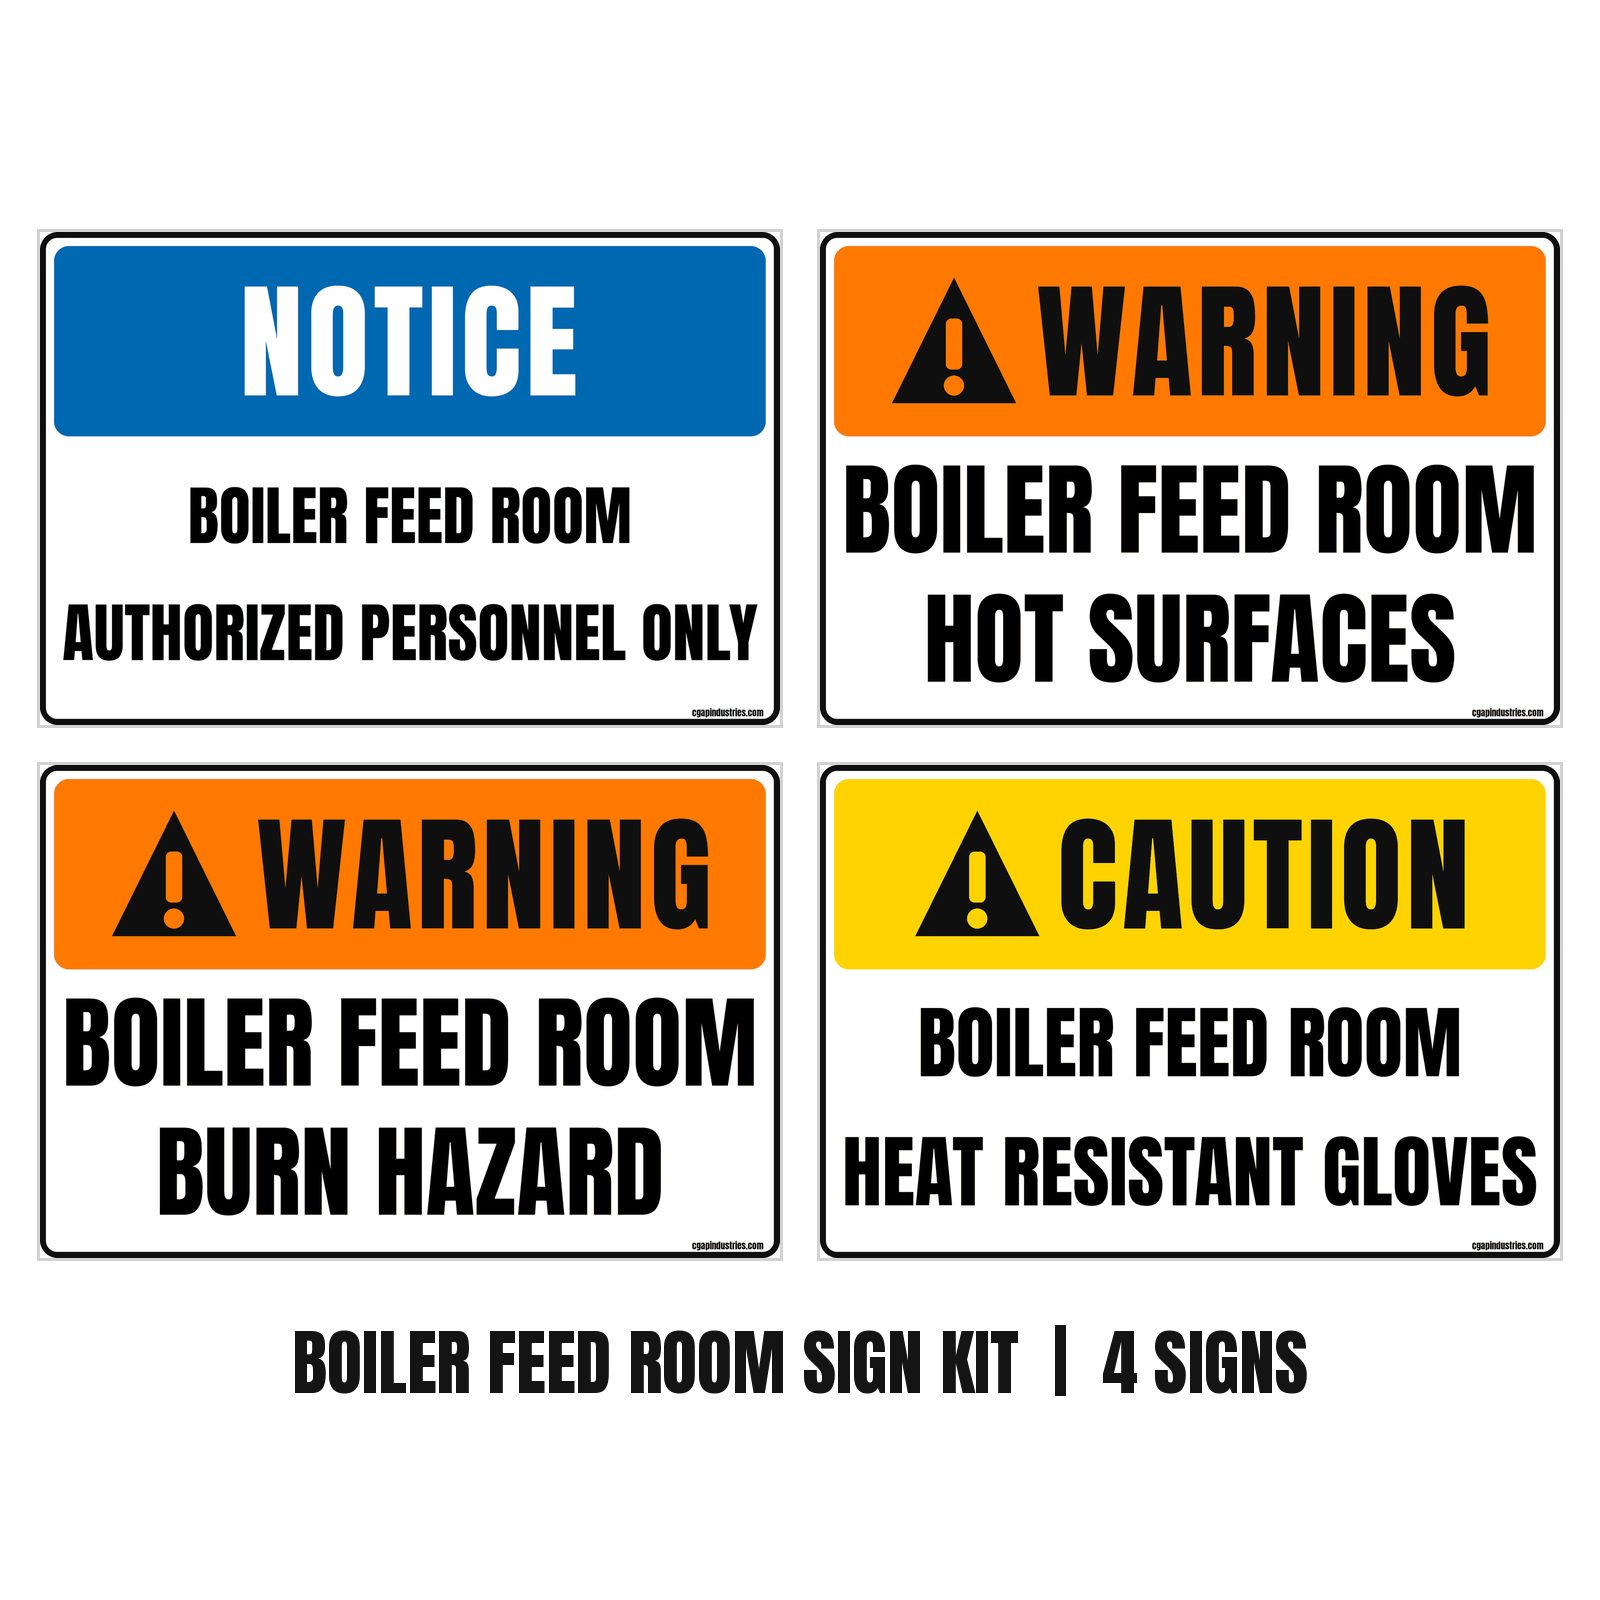 NOTICE
BOILER FEED ROOM
AUTHORIZED PERSONNEL ONLY
cgapindustries.com
WARNING
BOILER FEED ROOM
HOT SURFACES
cgapindustries.com
WARNING
BOILER FEED ROOM
BURN HAZARD
cgapindustries.com
CAUTION
BOILER FEED ROOM
HEAT RESISTANT GLOVES
cgapindustries.com
BOILER FEED ROOM SIGN KIT | 4 SIGNS